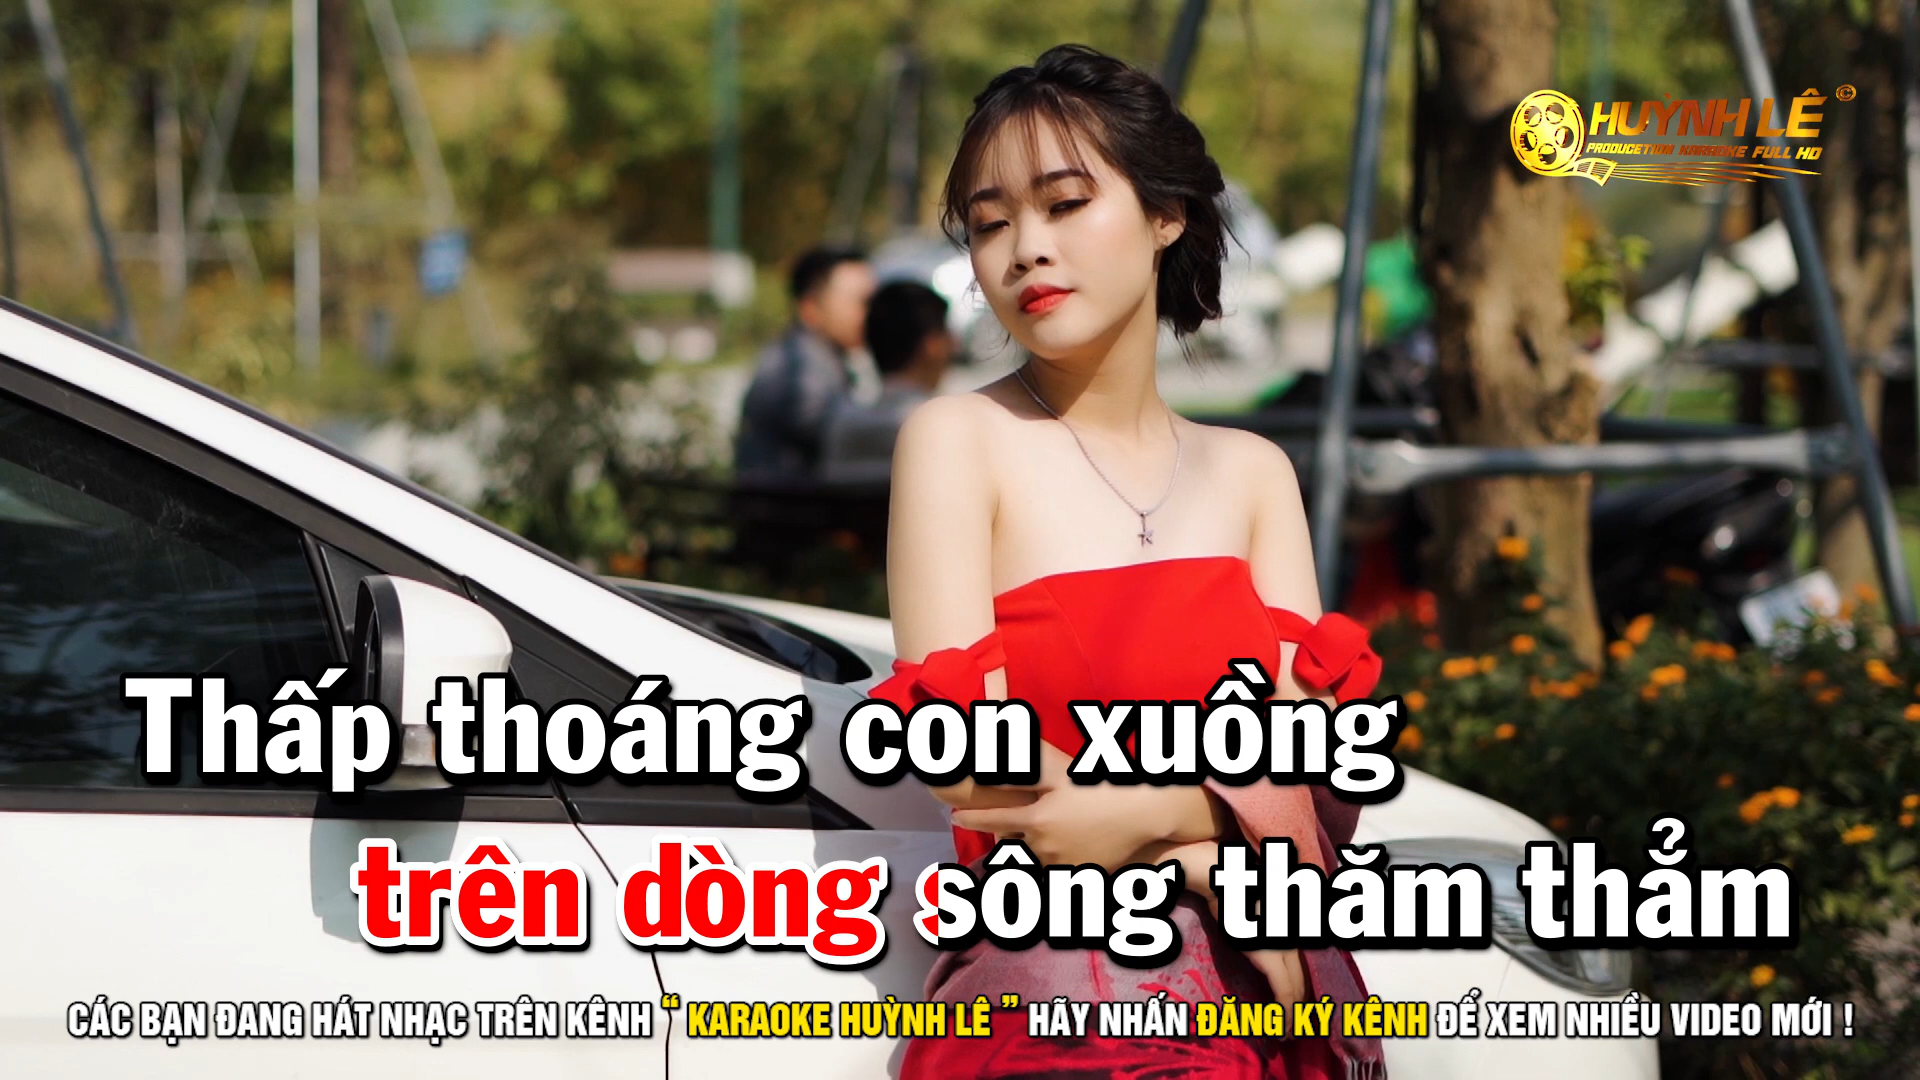 HUỲNH LÊ ©
PRODUCETION KARAOKE FULL HD
Thấp thoáng con xuồng
trên dòng sông thăm thẳm
CÁC BẠN ĐANG HÁT NHẠC TRÊN KÊNH “ KARAOKE HUỲNH LÊ ” HÃY NHẤN ĐĂNG KÝ KÊNH ĐỂ XEM NHIỀU VIDEO MỚI !